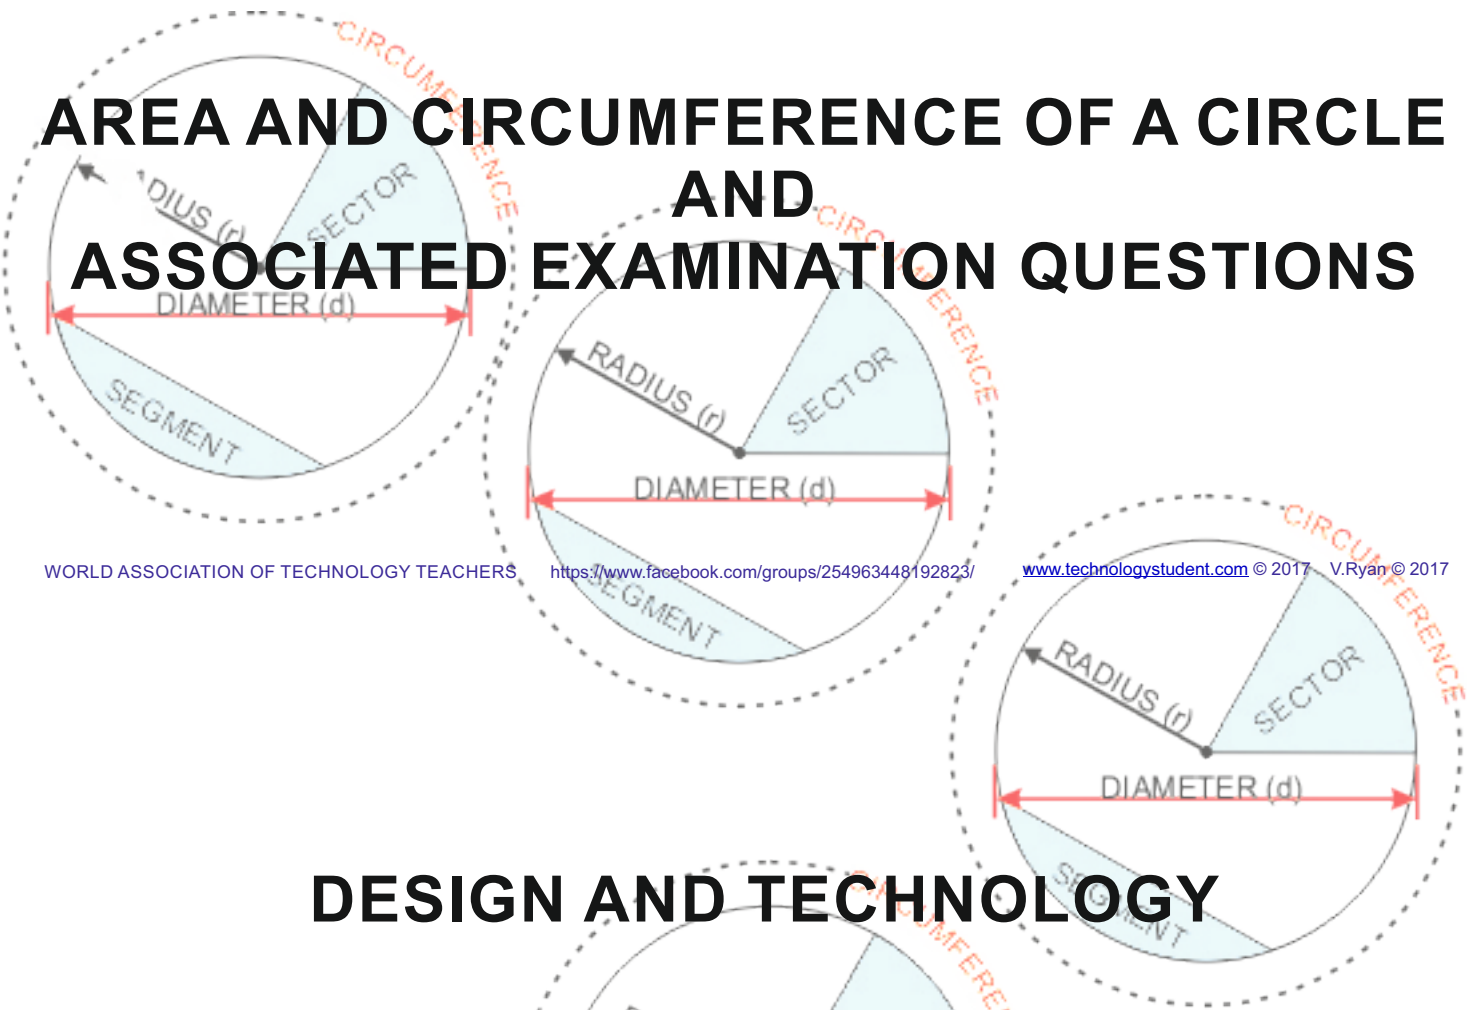 AREA AND CIRCUMFERENCE OF A CIRCLE
AND
ASSOCIATED EXAMINATION QUESTIONS
CIRCUMFERENCE
SECTOR
DIAMETER (d)
SEGMENT
CIRCUMFERENCE
RADIUS (r)
SECTOR
DIAMETER (d)
SEGMENT
WORLD ASSOCIATION OF TECHNOLOGY TEACHERS https://www.facebook.com/groups/254963448192823/ www.technologystudent.com © 2017 V.Ryan © 2017
CIRCUMFERENCE
RADIUS (r)
SECTOR
DIAMETER (d)
SEGMENT
DESIGN AND TECHNOLOGY